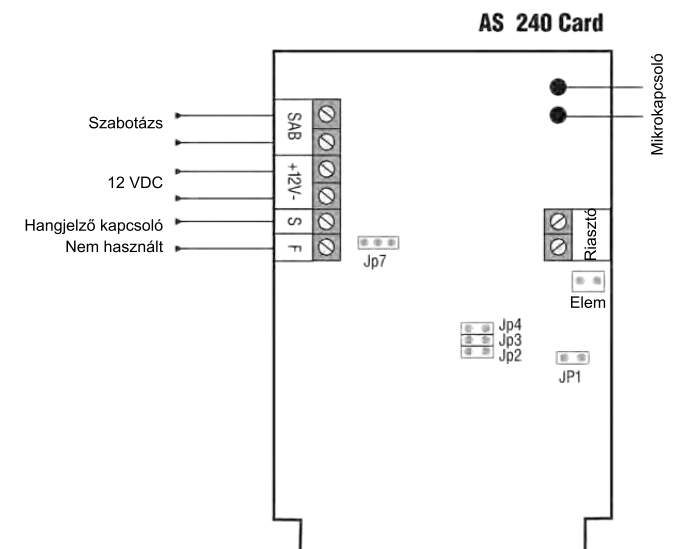 AS 240 Card
Mikrokapcsoló
Szabotázs
SAB
12 VDC
+12V-
Hangjelző kapcsoló
S
Nem használt
F
Riasztó
Jp7
Elem
Jp4
Jp3
Jp2
JP1